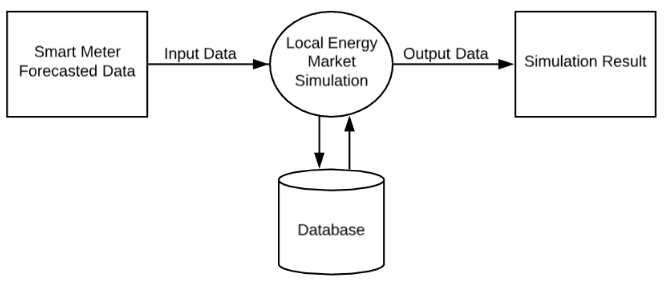 Smart Meter
Forecasted Data
Input Data
Local Energy
Market
Simulation
Output Data
Simulation Result
Database